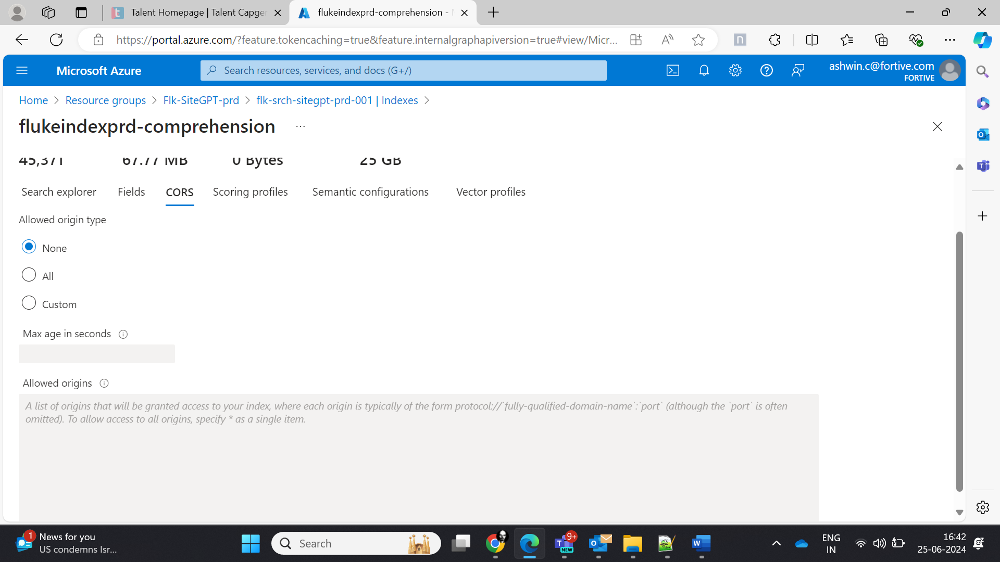 Talent Homepage | Talent Capger
flukeindexprd-comprehension -
https://portal.azure.com/?feature.tokencaching=true&feature.internalgraphapiversion=true#view/Micr...
Microsoft Azure
Search resources, services, and docs (G+/)
ashwin.c@fortive.com
FORTIVE
Home > Resource groups > Flk-SiteGPT-prd > flk-srch-sitegpt-prd-001 | Indexes >
flukeindexprd-comprehension ...
45,371 67.77 MB 0 Bytes 25 GB
Search explorer Fields CORS Scoring profiles Semantic configurations Vector profiles
Allowed origin type
None
All
Custom
Max age in seconds
Allowed origins
A list of origins that will be granted access to your index, where each origin is typically of the form protocol://`fully-qualified-domain-name`:`port` (although the `port` is often
omitted). To allow access to all origins, specify * as a single item.
1
News for you
US condemns Isr...
Search
9+
NEW
ENG
IN
16:42
25-06-2024